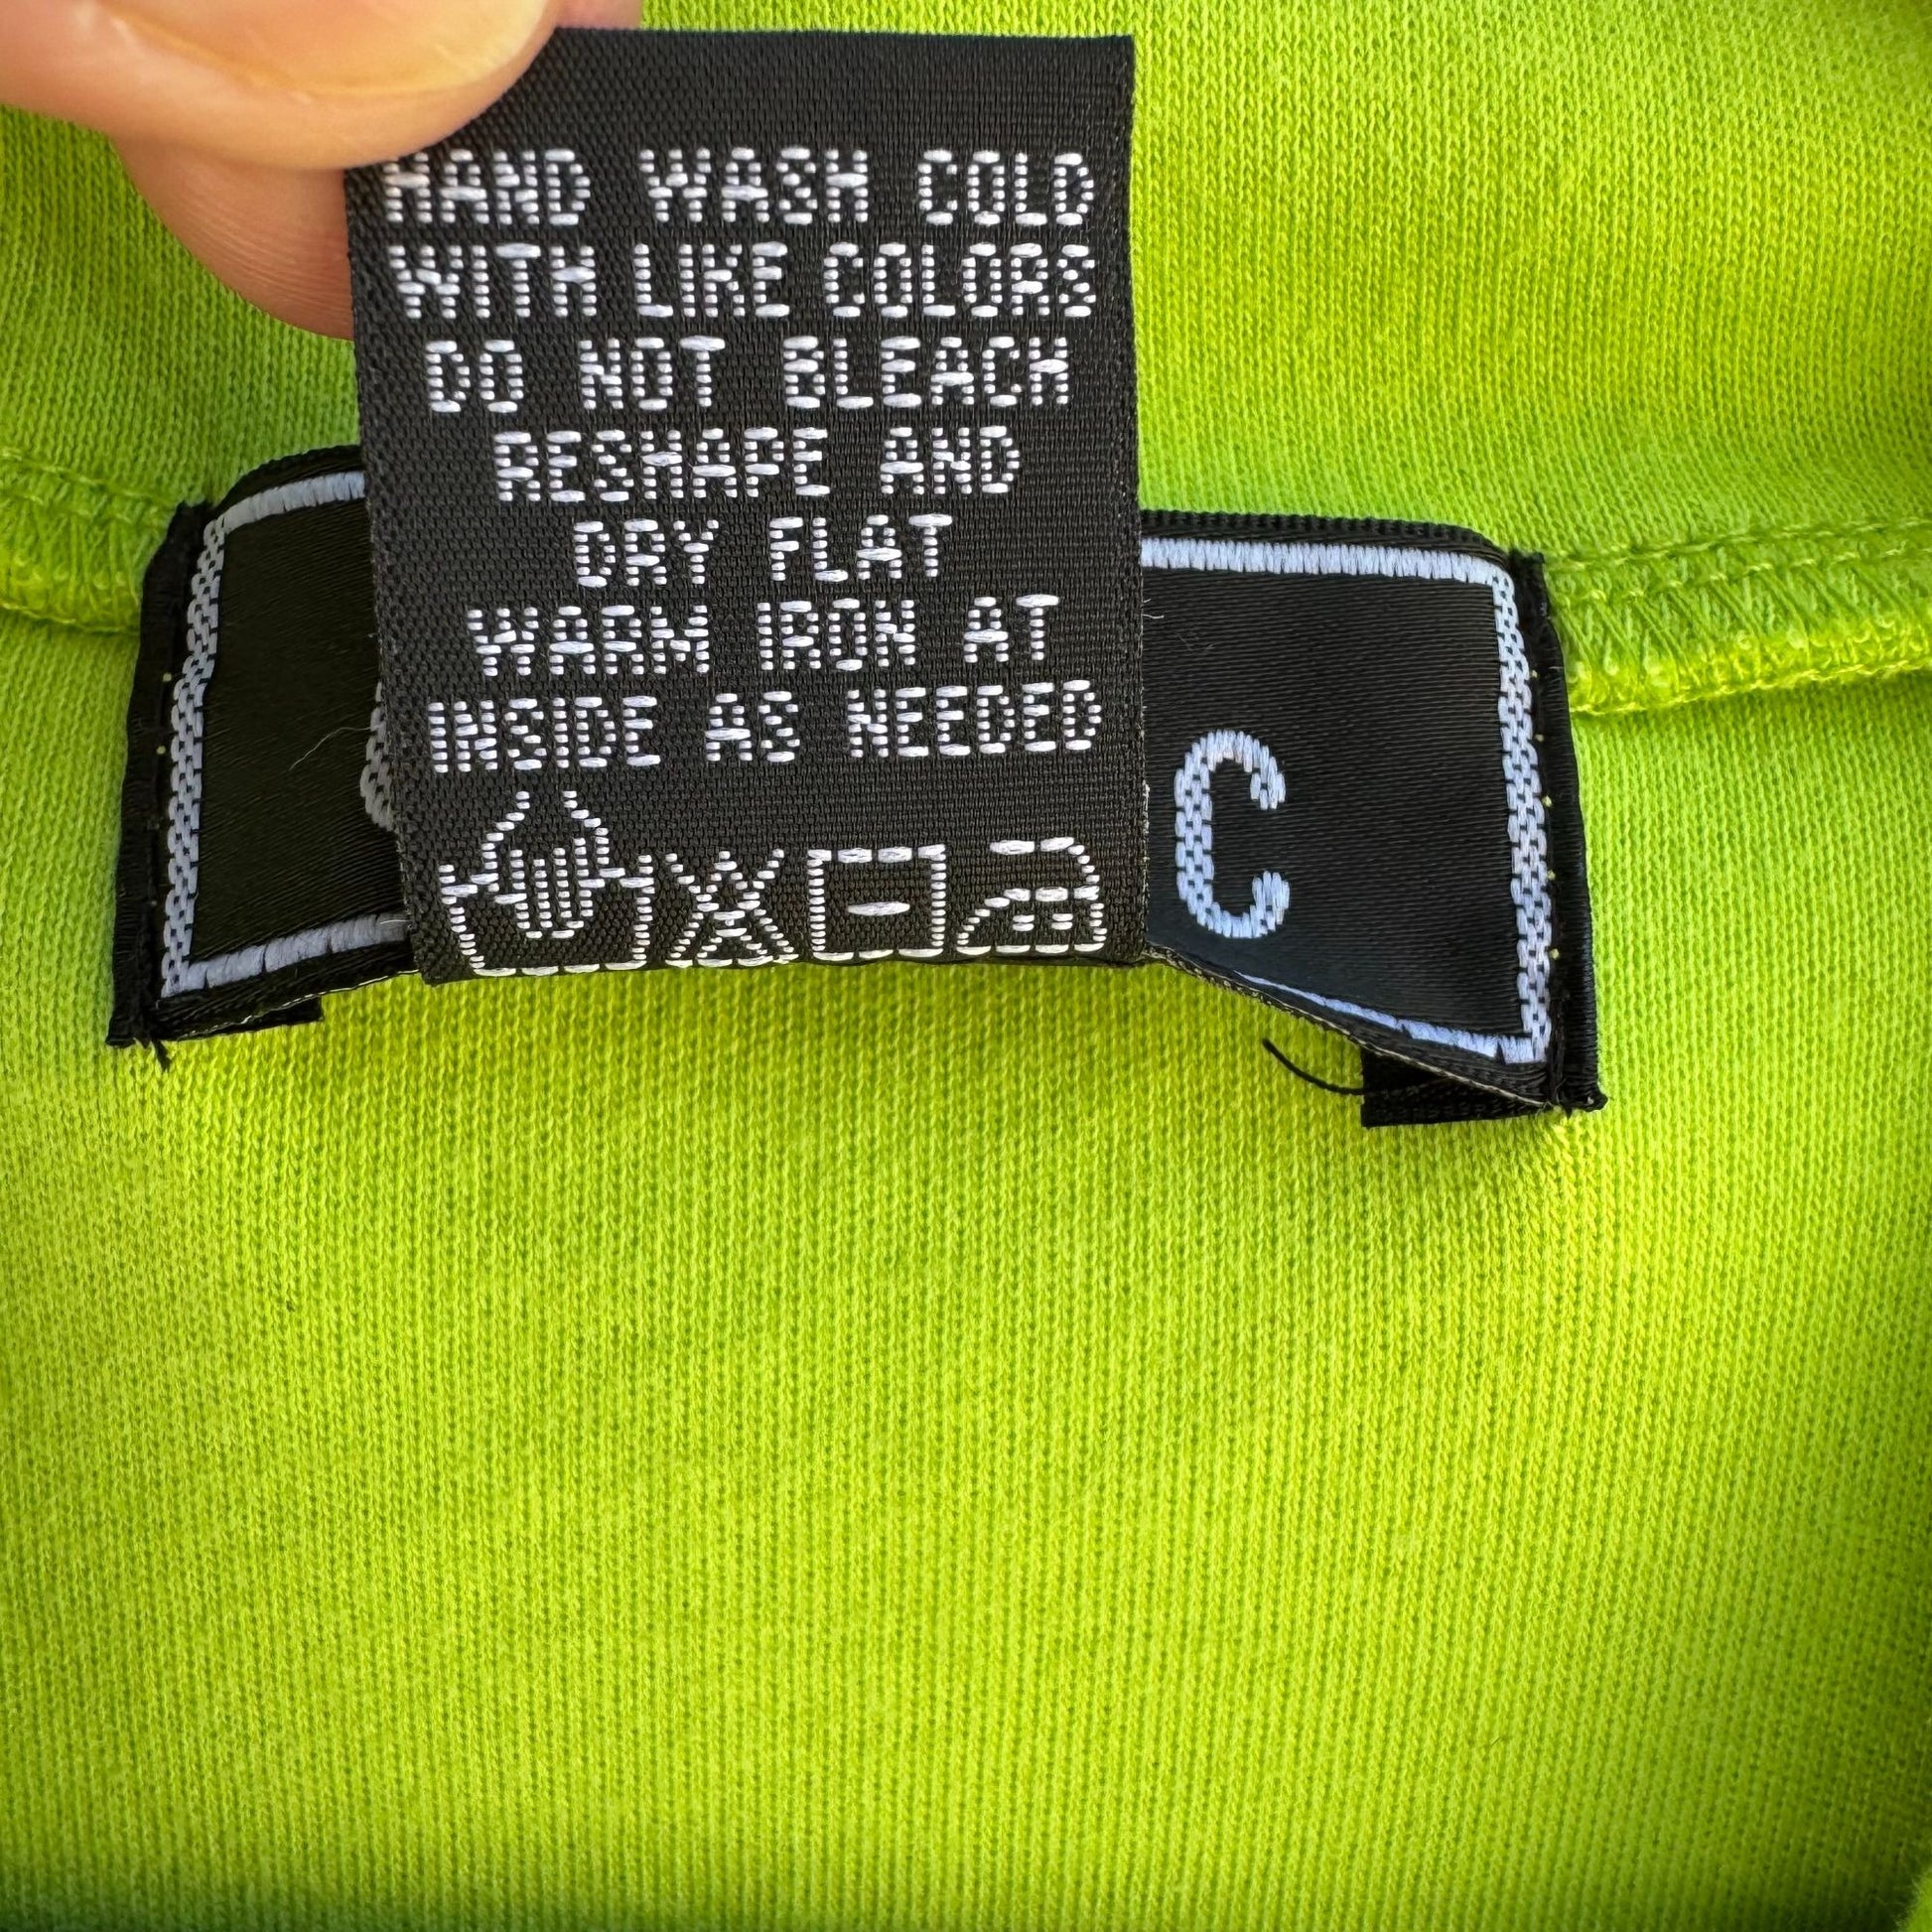 HAND WASH COLD
WITH LIKE COLORS
DO NOT BLEACH
RESHAPE AND
DRY FLAT
WARM IRON AT
INSIDE AS NEEDED
C